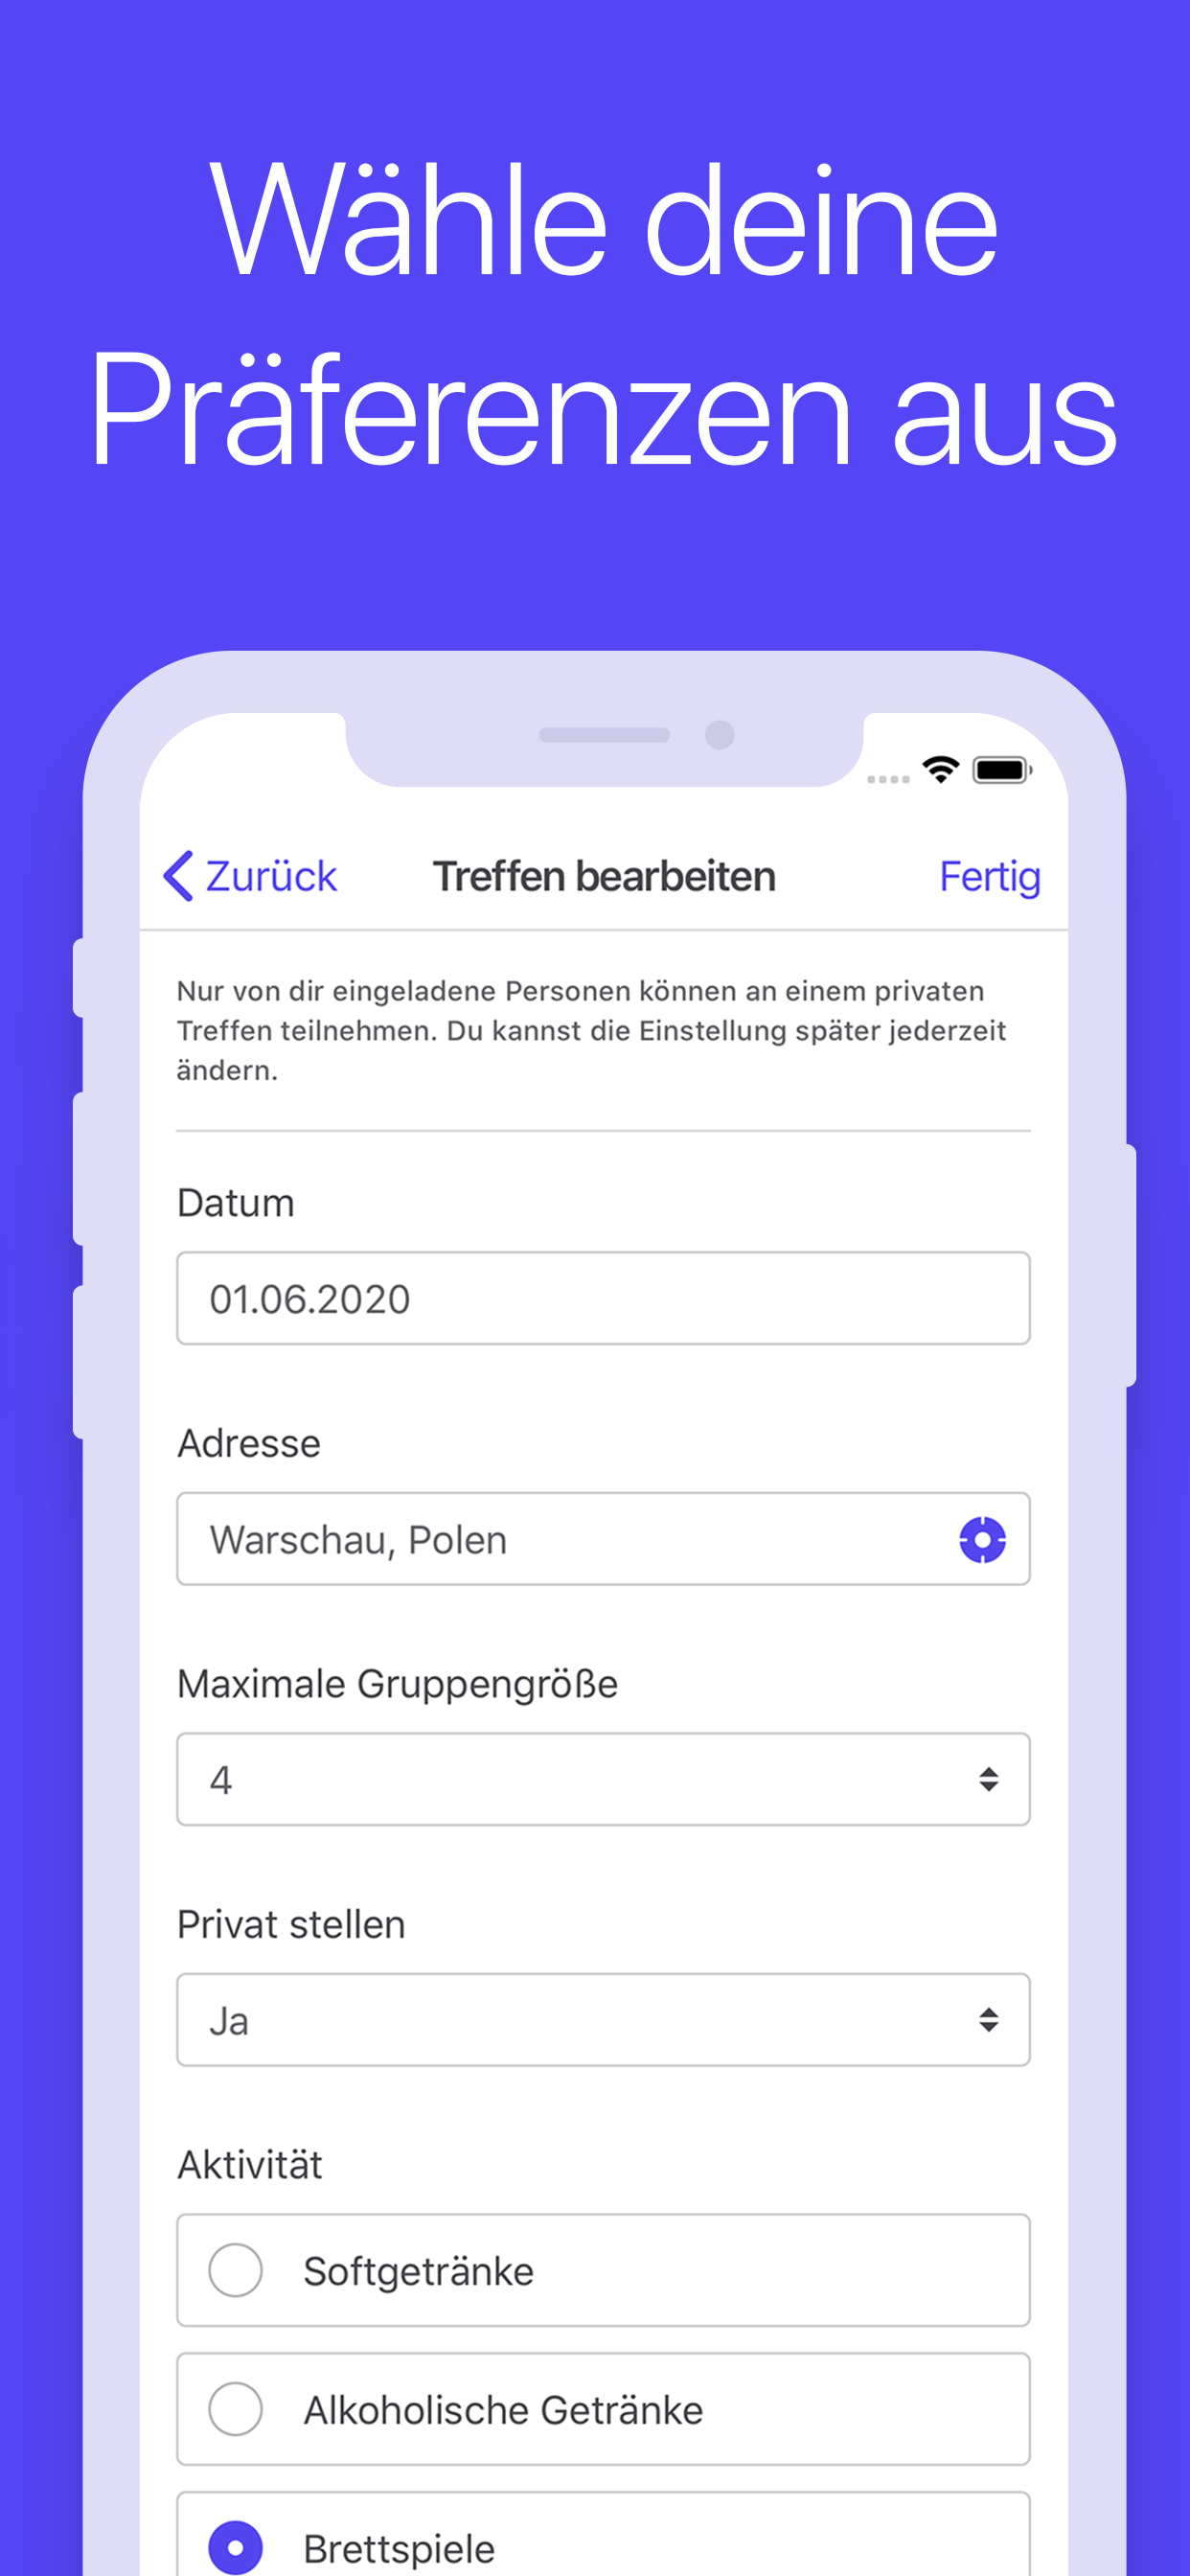 Wähle deine
Präferenzen aus
Zurück
Treffen bearbeiten
Fertig
Nur von dir eingeladene Personen können an einem privaten
Treffen teilnehmen. Du kannst die Einstellung später jederzeit
ändern.
Datum
01.06.2020
Adresse
Warschau, Polen
Maximale Gruppengröße
4
Privat stellen
Ja
Aktivität
Softgetränke
Alkoholische Getränke
Brettspiele